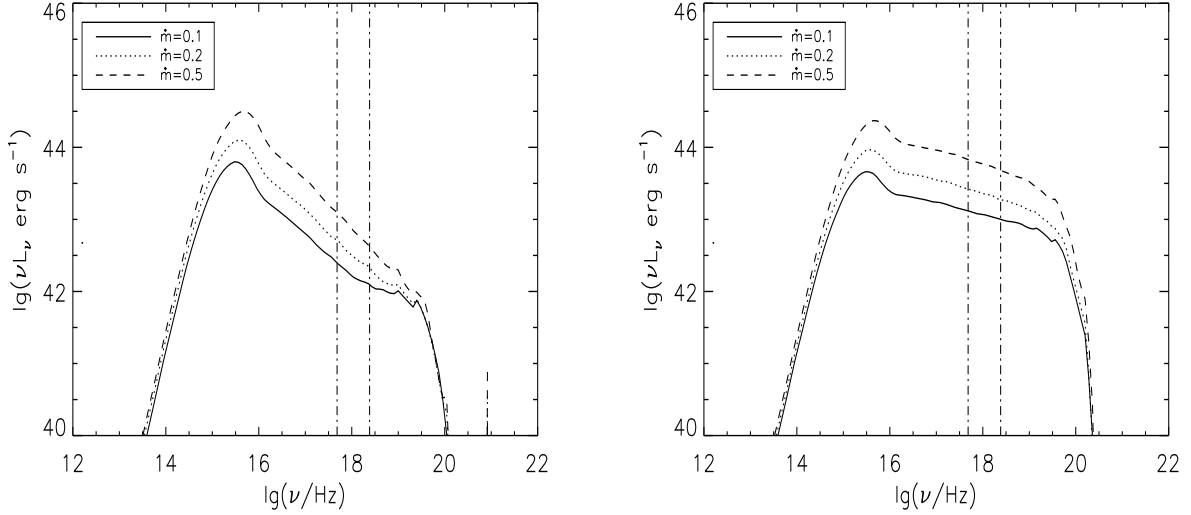 46
44
42
40
lg(νLν erg s⁻¹)
ṁ=0.1
ṁ=0.2
ṁ=0.5
12 14 16 18 20 22
lg(ν/Hz)
46
44
42
40
lg(νLν erg s⁻¹)
ṁ=0.1
ṁ=0.2
ṁ=0.5
12 14 16 18 20 22
lg(ν/Hz)